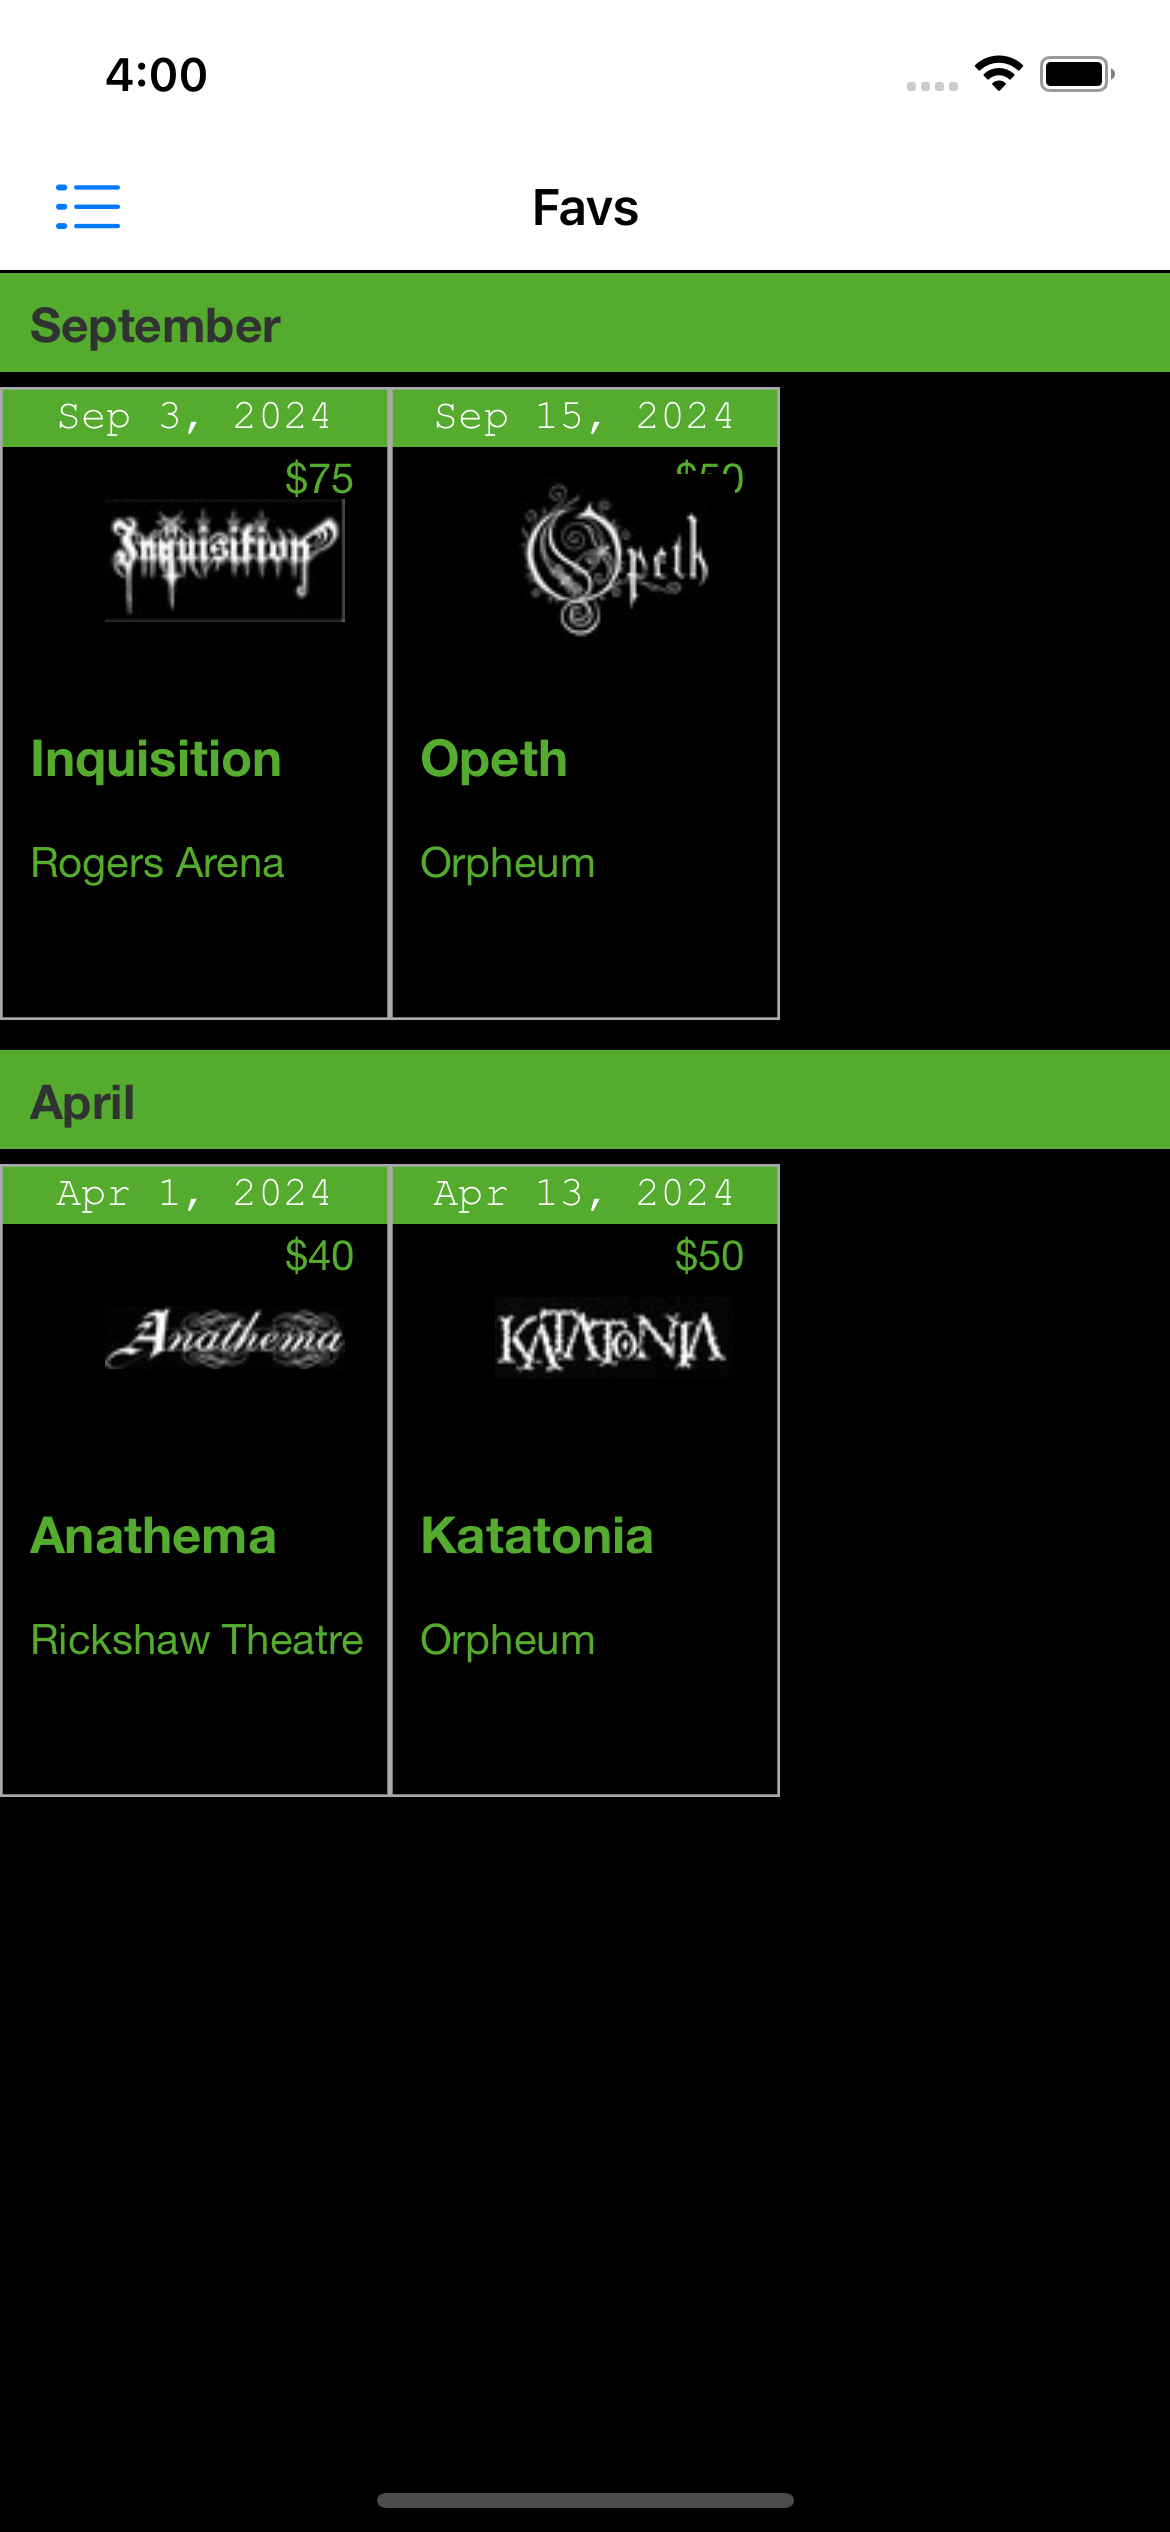 4:00
Favs
September
Sep 3, 2024
$75
Inquisition
Inquisition
Rogers Arena
Sep 15, 2024
$50
Opeth
Opeth
Orpheum
April
Apr 1, 2024
$40
Anathema
Anathema
Rickshaw Theatre
Apr 13, 2024
$50
KATATONIA
Katatonia
Orpheum